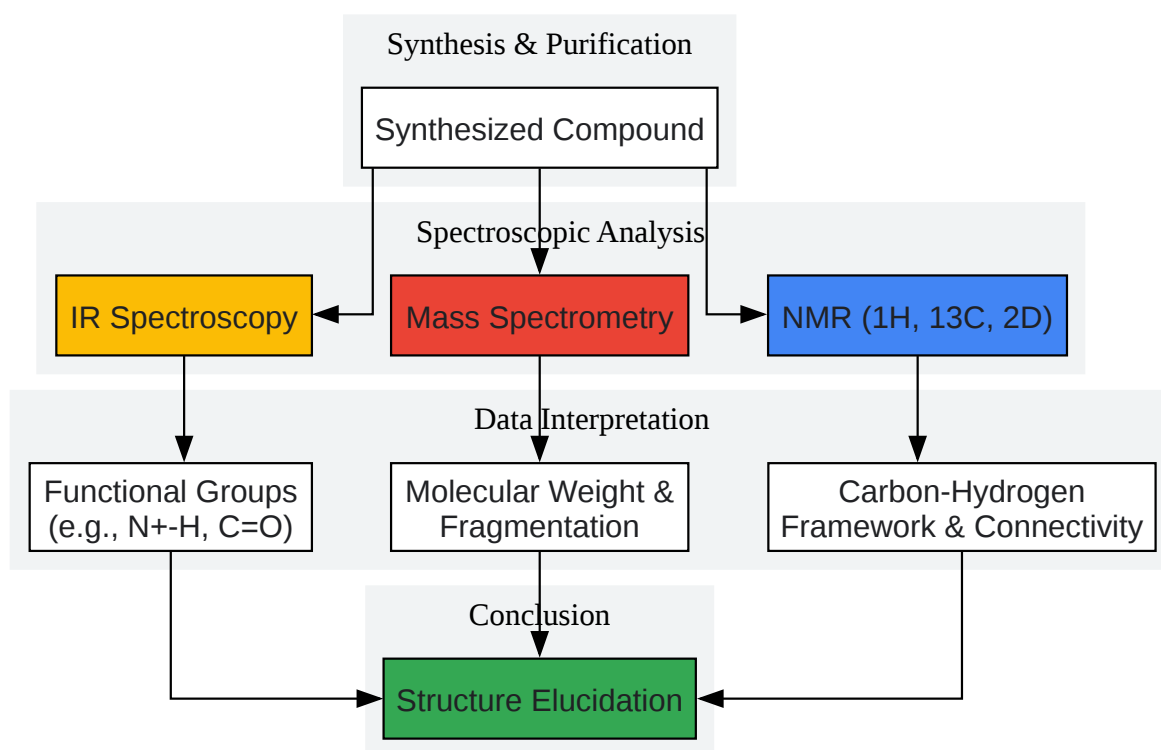 Synthesis & Purification
Synthesized Compound
Spectroscopic Analysis
IR Spectroscopy
Mass Spectrometry
NMR (1H, 13C, 2D)
Data Interpretation
Functional Groups
(e.g., N+-H, C=O)
Molecular Weight &
Fragmentation
Carbon-Hydrogen
Framework & Connectivity
Conclusion
Structure Elucidation